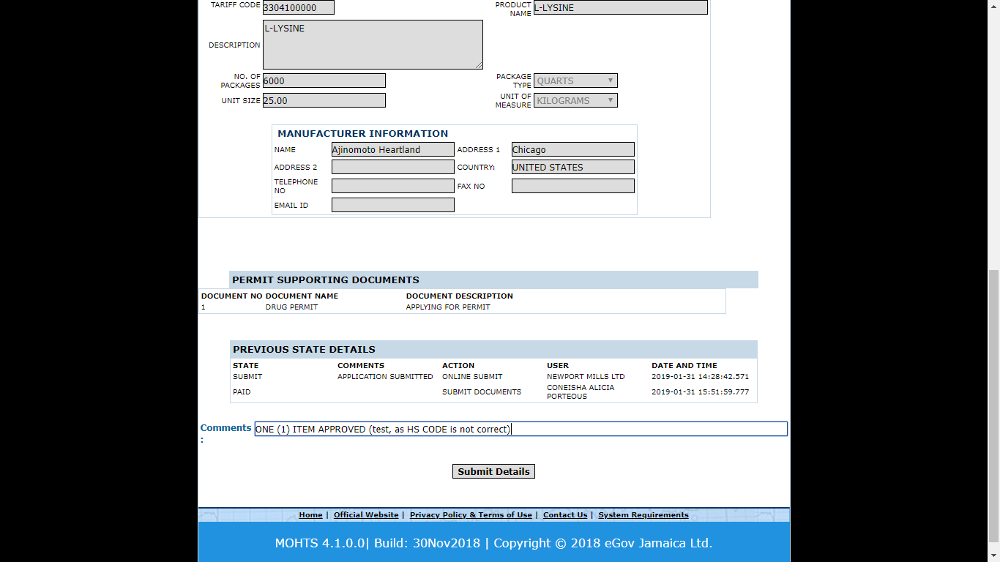 TARIFF CODE 3304100000 PRODUCT NAME L-LYSINE
DESCRIPTION L-LYSINE
NO. OF PACKAGES 6000 PACKAGE TYPE QUARTS
UNIT SIZE 25.00 UNIT OF MEASURE KILOGRAMS
MANUFACTURER INFORMATION
NAME Ajinomoto Heartland ADDRESS 1 Chicago
ADDRESS 2 COUNTRY: UNITED STATES
TELEPHONE NO FAX NO
EMAIL ID
PERMIT SUPPORTING DOCUMENTS
DOCUMENT NO DOCUMENT NAME DOCUMENT DESCRIPTION
1 DRUG PERMIT APPLYING FOR PERMIT
PREVIOUS STATE DETAILS
STATE COMMENTS ACTION USER DATE AND TIME
SUBMIT APPLICATION SUBMITTED ONLINE SUBMIT NEWPORT MILLS LTD 2019-01-31 14:28:42.571
PAID SUBMIT DOCUMENTS CONEISHA ALICIA PORTEOUS 2019-01-31 15:51:59.777
Comments : ONE (1) ITEM APPROVED (test, as HS CODE is not correct)
Submit Details
Home | Official Website | Privacy Policy & Terms of Use | Contact Us | System Requirements
MOHTS 4.1.0.0| Build: 30Nov2018 | Copyright © 2018 eGov Jamaica Ltd.